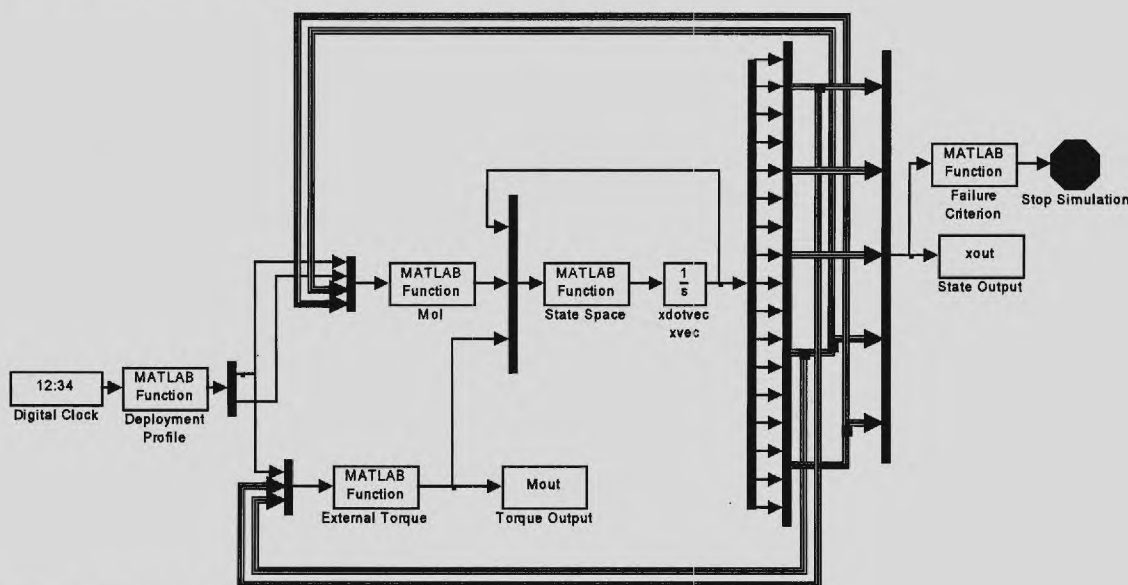 MATLAB
Function
Failure
Criterion
Stop Simulation
xout
State Output
MATLAB
Function
MoI
MATLAB
Function
State Space
1
s
xdotvec
xvec
12:34
Digital Clock
MATLAB
Function
Deployment
Profile
MATLAB
Function
External Torque
Mout
Torque Output